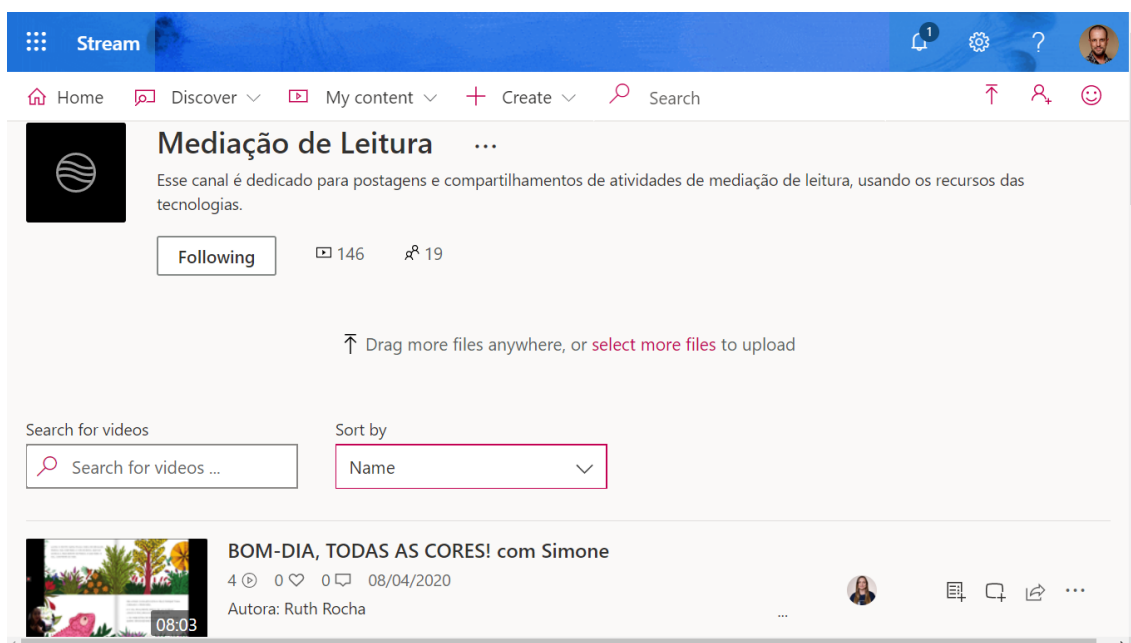 Stream
1
?
Home Discover My content Create Search
Mediação de Leitura ...
Esse canal é dedicado para postagens e compartilhamentos de atividades de mediação de leitura, usando os recursos das
tecnologias.
Following 146 19
Drag more files anywhere, or select more files to upload
Search for videos Sort by
Search for videos ... Name
BOM-DIA, TODAS AS CORES! com Simone
4 0 0 08/04/2020
Autora: Ruth Rocha ...
08:03